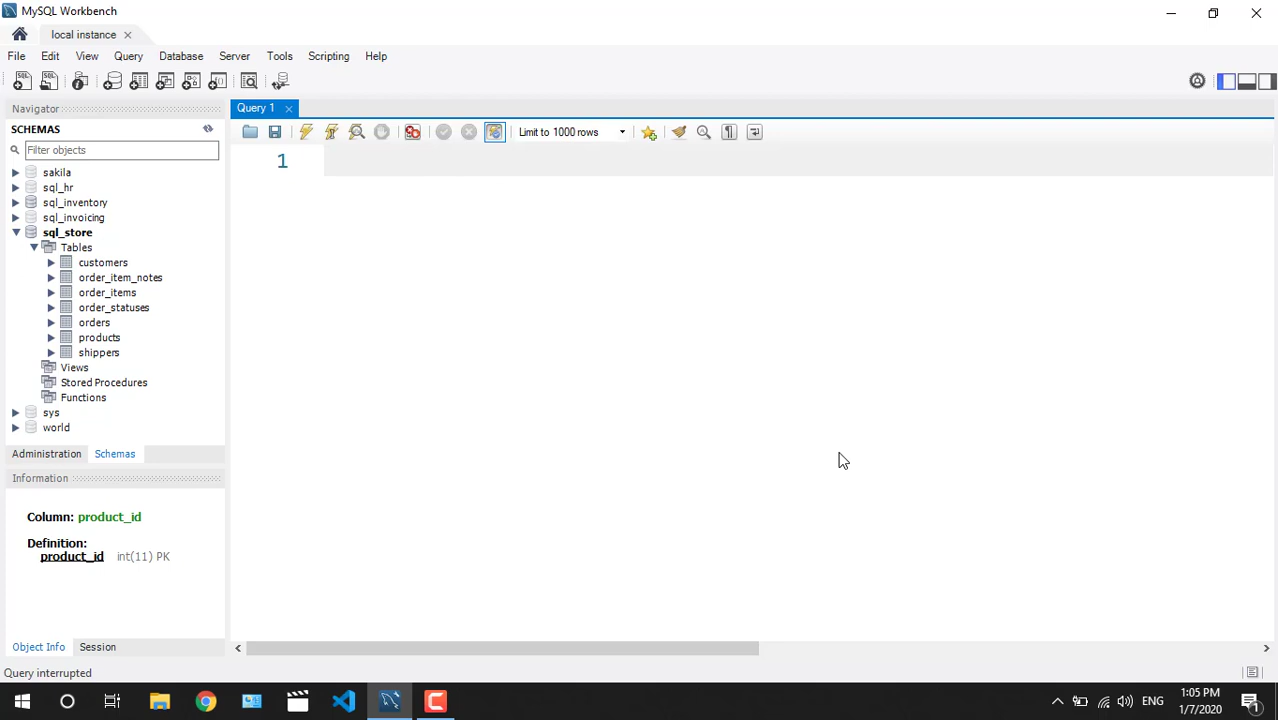 MySQL Workbench
local instance
File Edit View Query Database Server Tools Scripting Help
Navigator
Query 1
SCHEMAS
Limit to 1000 rows
Filter objects
1
sakila
sql_hr
sql_inventory
sql_invoicing
sql_store
Tables
customers
order_item_notes
order_items
order_statuses
orders
products
shippers
Views
Stored Procedures
Functions
sys
world
Administration Schemas
Information
Column: product_id
Definition:
product_id int(11) PK
Object Info Session
Query interrupted
ENG
1:05 PM
1/7/2020